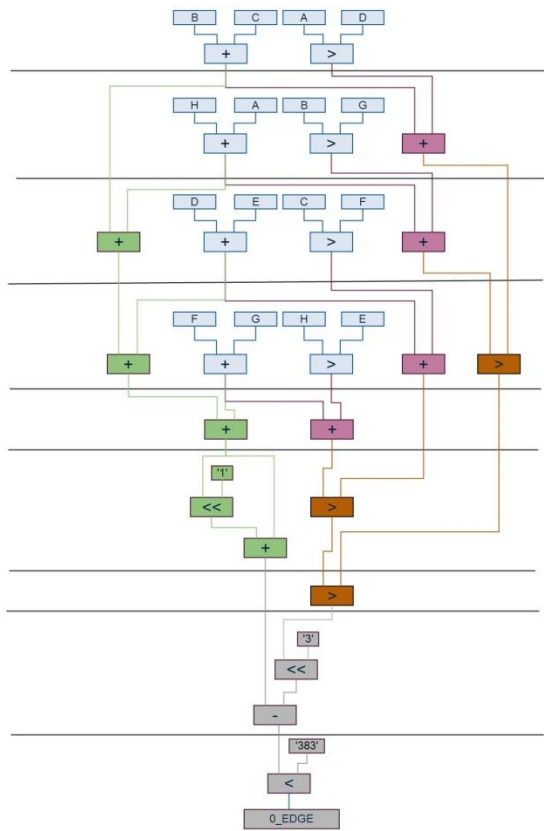 B C A D
+ >
H A B G
+ > +
D E C F
+ + > +
F G H E
+ + > + >
+ +
'1'
<< >
+
>
'3'
<<
-
'383'
<
0_EDGE